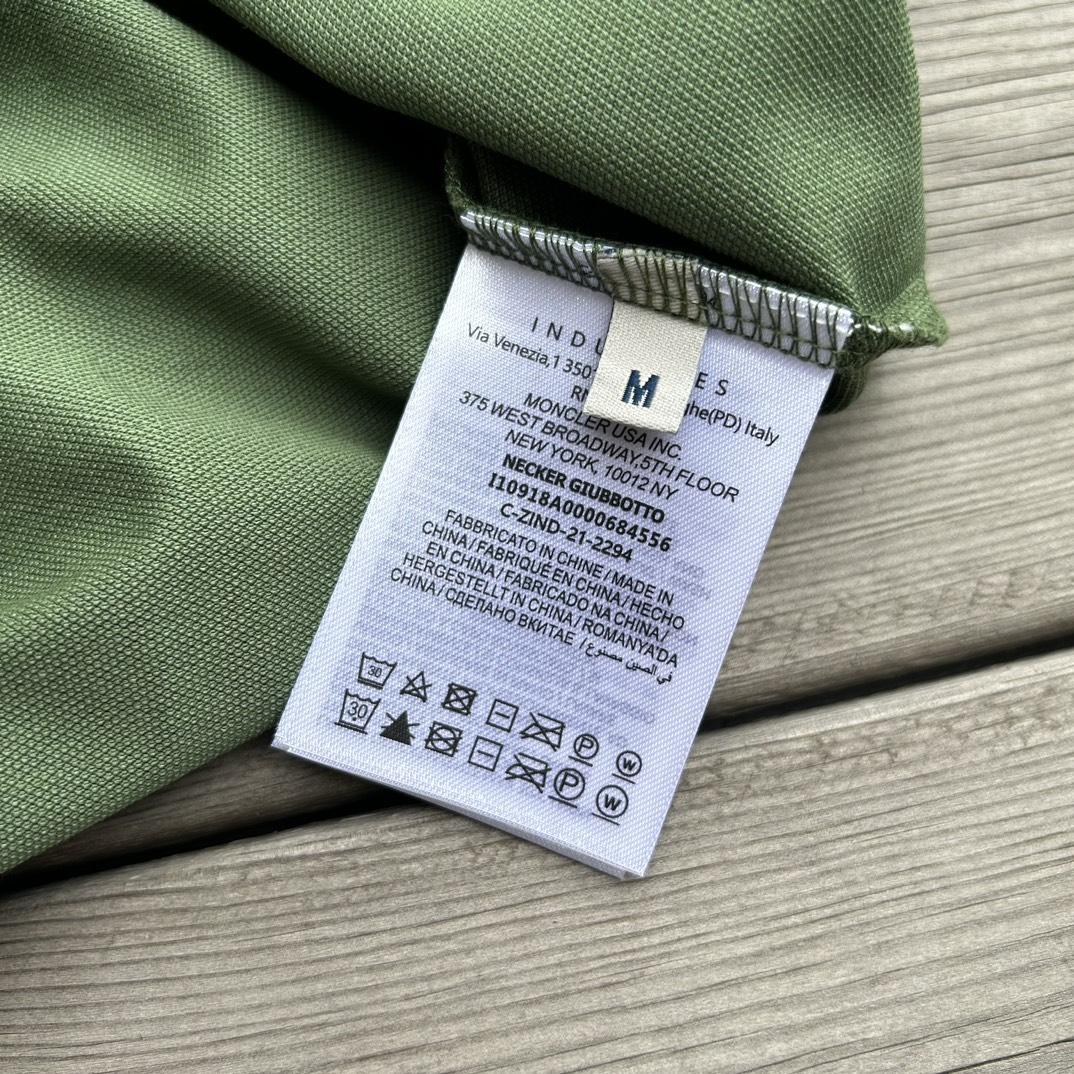 INDU ES
Via Venezia,1 350 ghe(PD) Italy
RN
M
MONCLER USA INC.
375 WEST BROADWAY,5TH FLOOR
NEW YORK, 10012 NY
NECKER GIUBBOTTO
I10918A0000684556
C-ZIND-21-2294
FABBRICATO IN CHINE / MADE IN
CHINA / FABRIQUÉ EN CHINA / HECHO
EN CHINA / FABRICADO NA CHINA /
HERGESTELLT IN CHINA / ROMANYA'DA
CHINA / СДЕЛАНО ВКИТАЕ / في الصين مصنوع
30 P W
30 P W